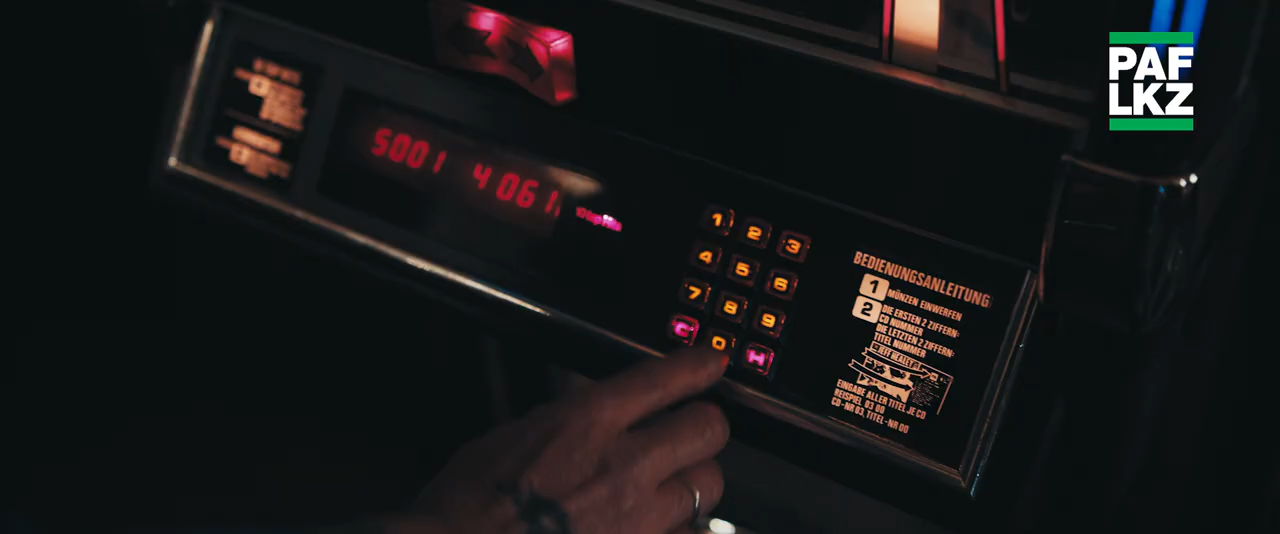 PAF
LKZ
5001 4061
1 2 3
4 5 6
7 8 9
C 0 H
BEDIENUNGSANLEITUNG
1 MÜNZEN EINWERFEN
2 DIE ERSTEN 2 ZIFFERN:
CD NUMMER
DIE LETZTEN 2 ZIFFERN:
TITEL NUMMER
JEFF HEALEY
EINGABE ALLER TITEL JE CD
BEISPIEL 03 00
CD-NR 03, TITEL-NR 00